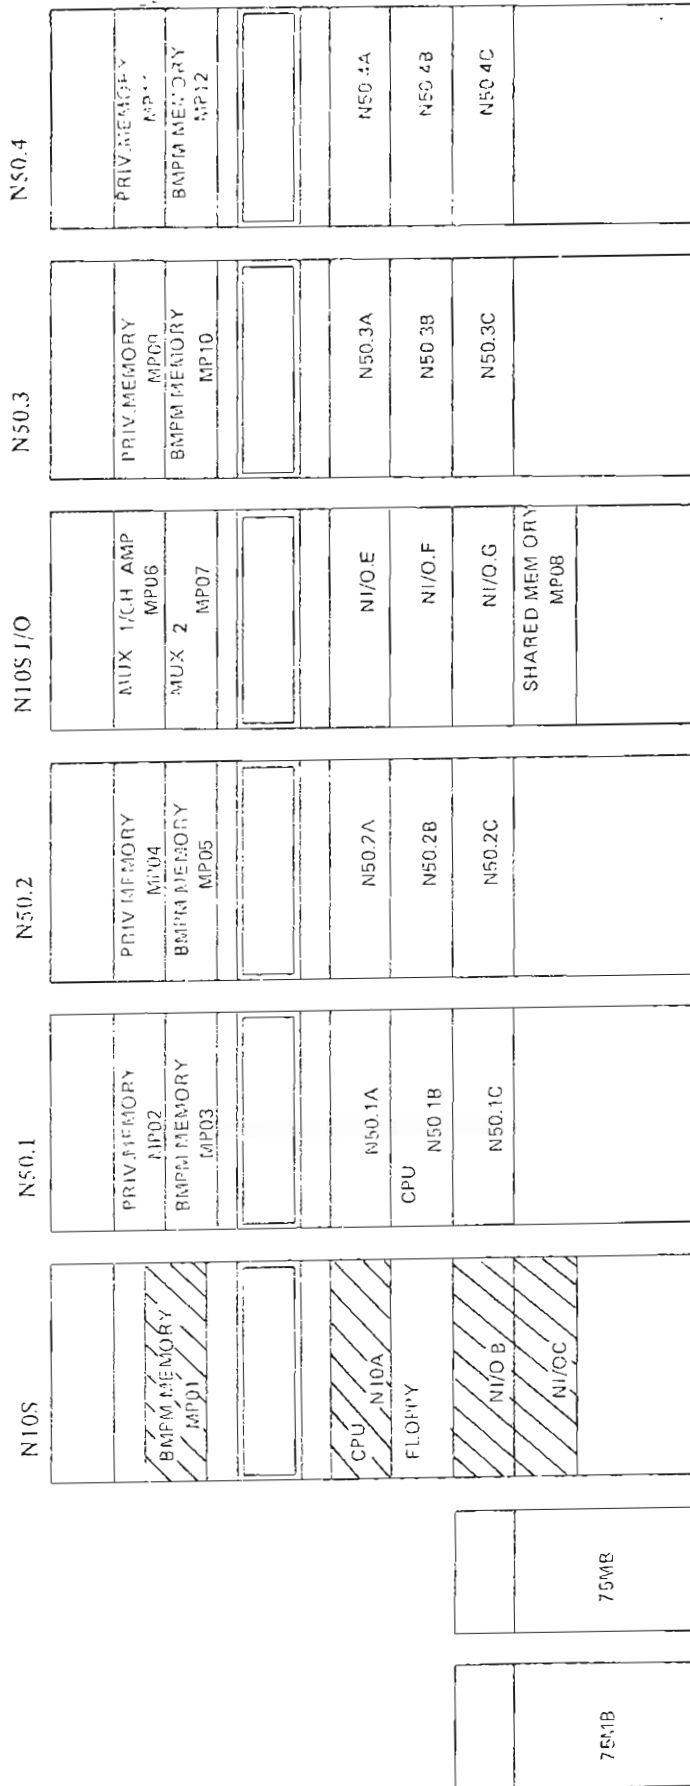 N10S
BMPM MEMORY
MP01
CPU
N10A
FLOPPY
NI/O B
NI/OC
75MB
75MB
N50.1
PRIV.MEMORY
MP02
BMPM MEMORY
MP03
N50.1A
CPU
N50 1B
N50.1C
N50.2
PRIV MEMORY
MP04
BMPM MEMORY
MP05
N50.2A
N50.2B
N50.2C
N10S I/O
MUX 1/CH AMP
MP06
MUX 2
MP07
NI/O.E
NI/O.F
NI/O.G
SHARED MEM ORY
MP08
N50.3
PRIV.MEMORY
MP09
BMPM MEMORY
MP10
N50.3A
N50 3B
N50.3C
N50.4
PRIV.MEMORY
BMPM MEMORY
MP12
N50 4A
N50 4B
N50 4C